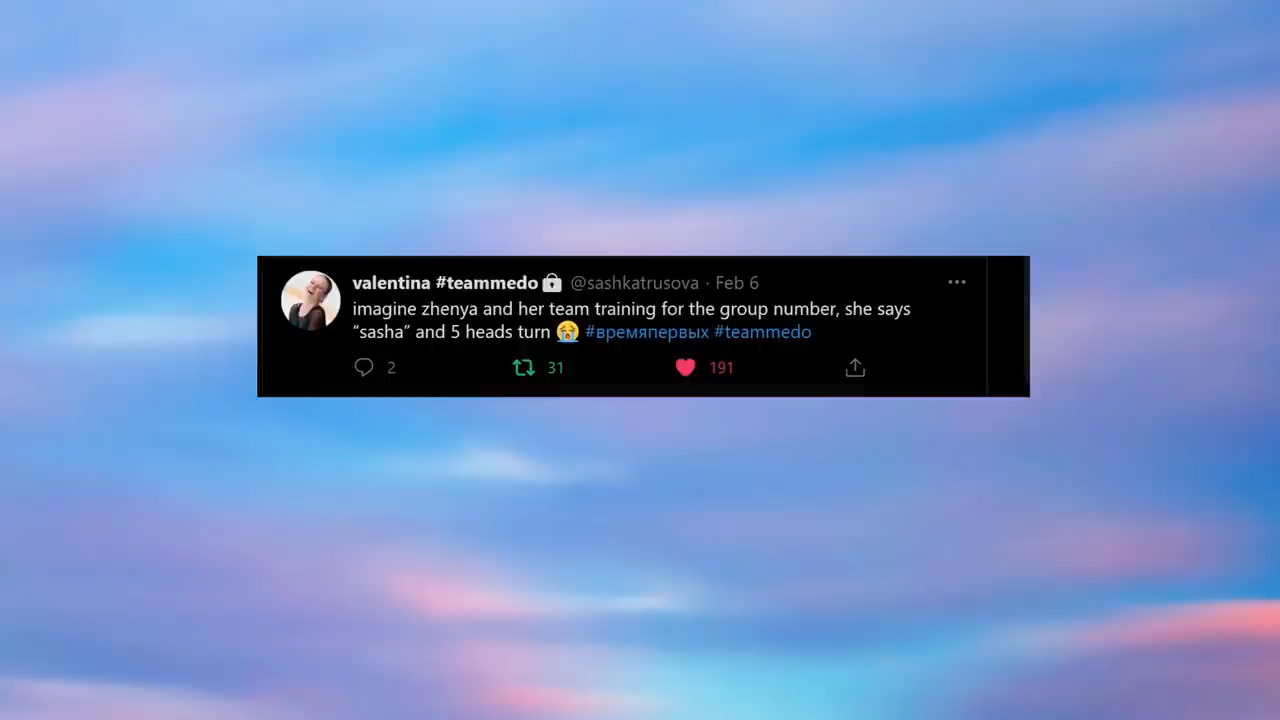 valentina #teammedo @sashkatrusova · Feb 6
imagine zhenya and her team training for the group number, she says
“sasha” and 5 heads turn 😭 #времяпервых #teammedo
2 31 191